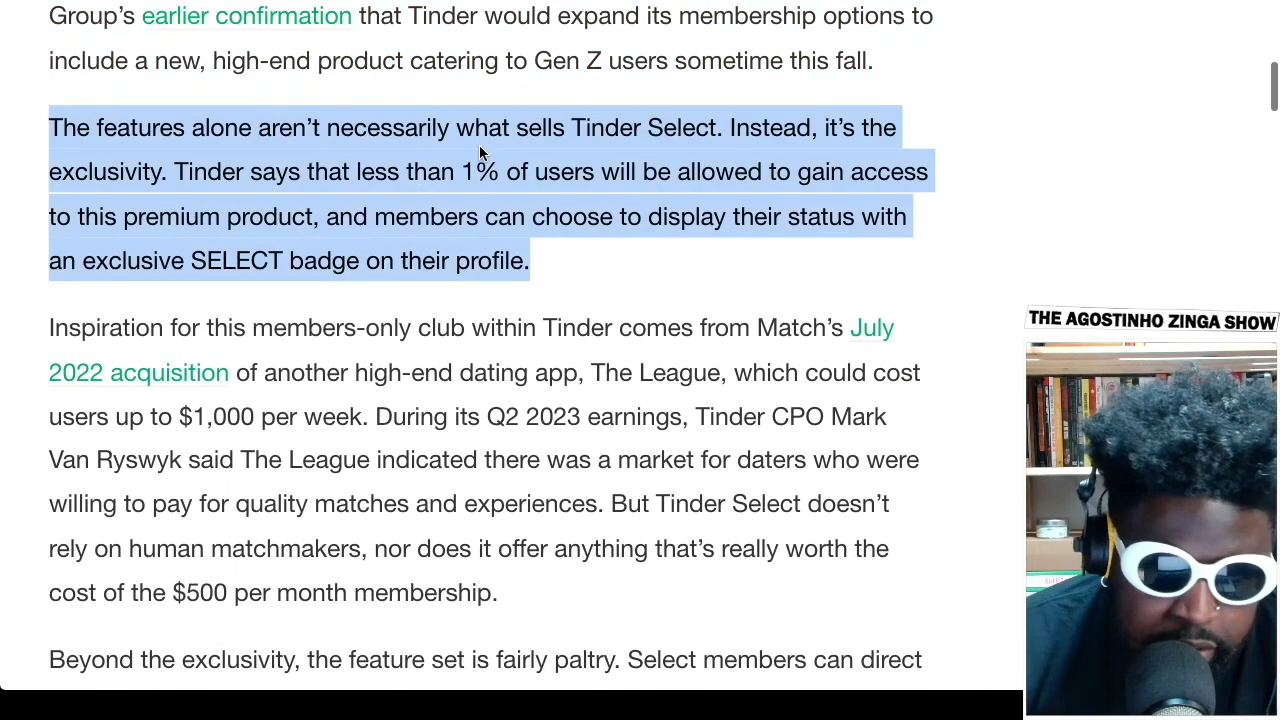 Group’s earlier confirmation that Tinder would expand its membership options to
include a new, high-end product catering to Gen Z users sometime this fall.
The features alone aren’t necessarily what sells Tinder Select. Instead, it’s the
exclusivity. Tinder says that less than 1% of users will be allowed to gain access
to this premium product, and members can choose to display their status with
an exclusive SELECT badge on their profile.
Inspiration for this members-only club within Tinder comes from Match’s July
2022 acquisition of another high-end dating app, The League, which could cost
users up to $1,000 per week. During its Q2 2023 earnings, Tinder CPO Mark
Van Ryswyk said The League indicated there was a market for daters who were
willing to pay for quality matches and experiences. But Tinder Select doesn’t
rely on human matchmakers, nor does it offer anything that’s really worth the
cost of the $500 per month membership.
Beyond the exclusivity, the feature set is fairly paltry. Select members can direct
THE AGOSTINHO ZINGA SHOW